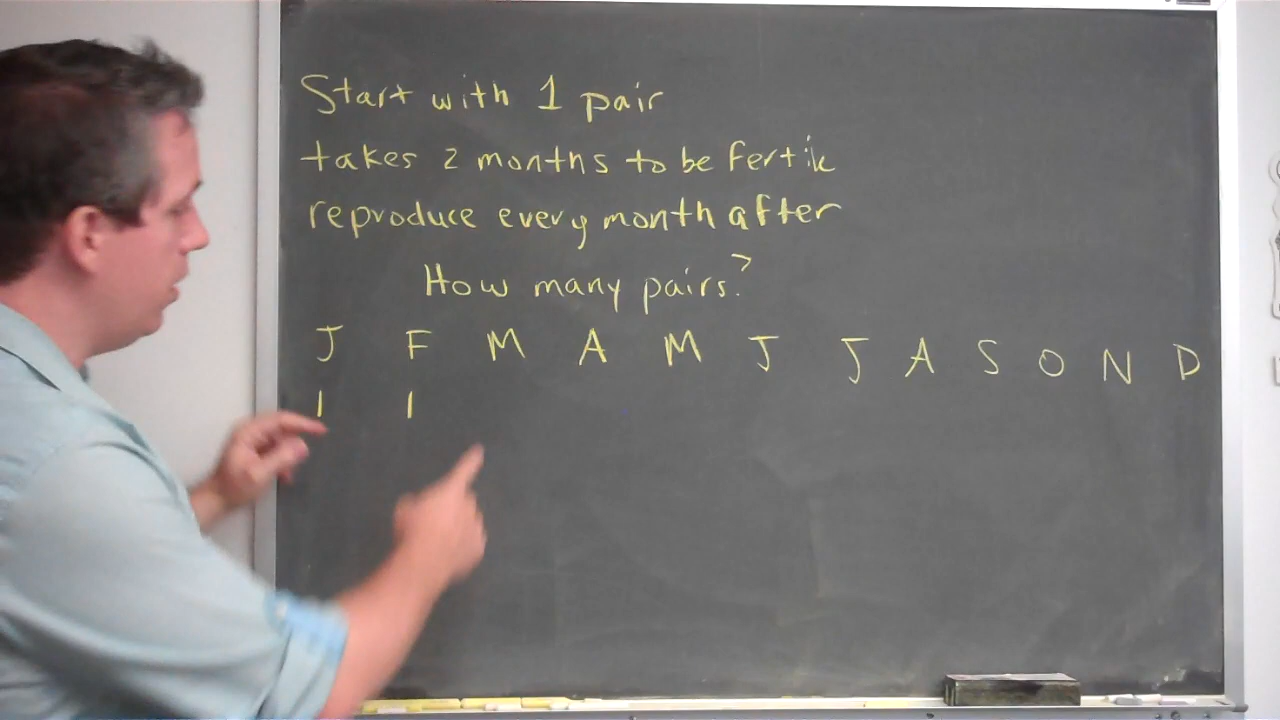 Start with 1 pair
takes 2 months to be fertile
reproduce every month after
How many pairs?
J F M A M J J A S O N D
1 1